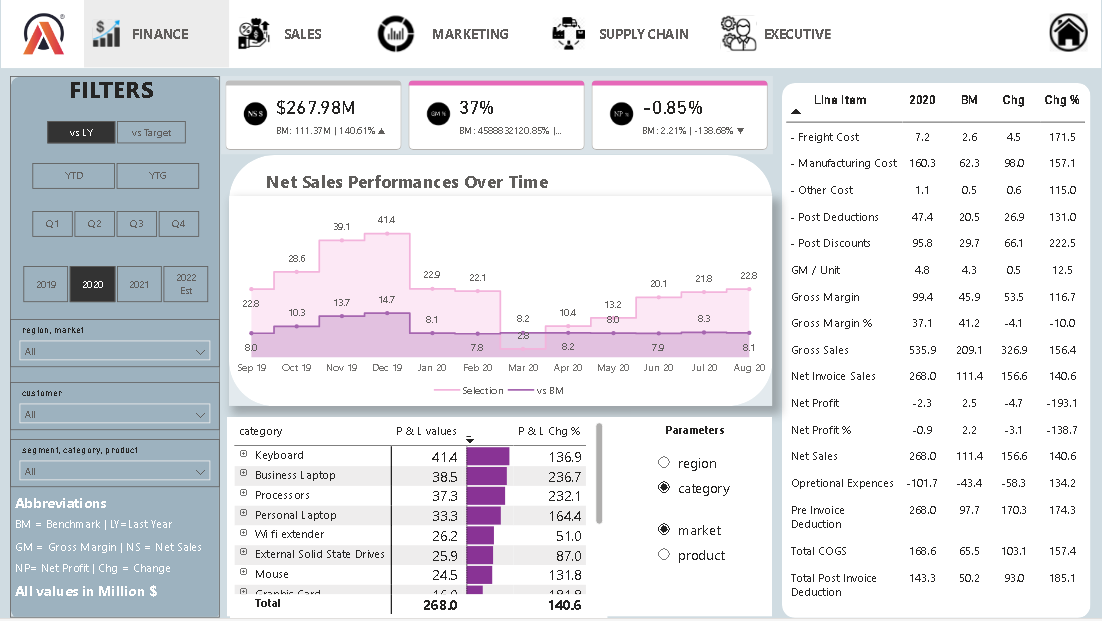 FINANCE SALES MARKETING SUPPLY CHAIN EXECUTIVE
FILTERS
vs LY vs Target
YTD YTG
Q1 Q2 Q3 Q4
2019 2020 2021 2022 Est
region, market
All
customer
All
segment, category, product
All
Abbreviations
BM = Benchmark | LY=Last Year
GM = Gross Margin | NS = Net Sales
NP= Net Profit | Chg = Change
All values in Million $
NS $ $267.98M
BM: 111.37M | 140.61% ▲
GM % 37%
BM: 4588832120.85% |...
NP % -0.85%
BM: 2.21% | -138.68% ▼
Net Sales Performances Over Time
22.8 28.6 39.1 41.4 22.9 22.1 2.8 10.4 13.2 20.1 21.8 22.8
8.0 10.3 13.7 14.7 8.1 7.8 8.2 8.2 8.0 7.9 8.3 8.1
Sep 19 Oct 19 Nov 19 Dec 19 Jan 20 Feb 20 Mar 20 Apr 20 May 20 Jun 20 Jul 20 Aug 20
Selection vs BM
category P & L values P & L Chg %
Keyboard 41.4 136.9
Business Laptop 38.5 236.7
Processors 37.3 232.1
Personal Laptop 33.3 164.4
Wi fi extender 26.2 51.0
External Solid State Drives 25.9 87.0
Mouse 24.5 131.8
Graphic Card
Total 268.0 140.6
Parameters
region
category
market
product
Line Item 2020 BM Chg Chg %
- Freight Cost 7.2 2.6 4.5 171.5
- Manufacturing Cost 160.3 62.3 98.0 157.1
- Other Cost 1.1 0.5 0.6 115.0
- Post Deductions 47.4 20.5 26.9 131.0
- Post Discounts 95.8 29.7 66.1 222.5
GM / Unit 4.8 4.3 0.5 12.5
Gross Margin 99.4 45.9 53.5 116.7
Gross Margin % 37.1 41.2 -4.1 -10.0
Gross Sales 535.9 209.1 326.9 156.4
Net Invoice Sales 268.0 111.4 156.6 140.6
Net Profit -2.3 2.5 -4.7 -193.1
Net Profit % -0.9 2.2 -3.1 -138.7
Net Sales 268.0 111.4 156.6 140.6
Opretional Expences -101.7 -43.4 -58.3 134.2
Pre Invoice Deduction 268.0 97.7 170.3 174.3
Total COGS 168.6 65.5 103.1 157.4
Total Post Invoice Deduction 143.3 50.2 93.0 185.1